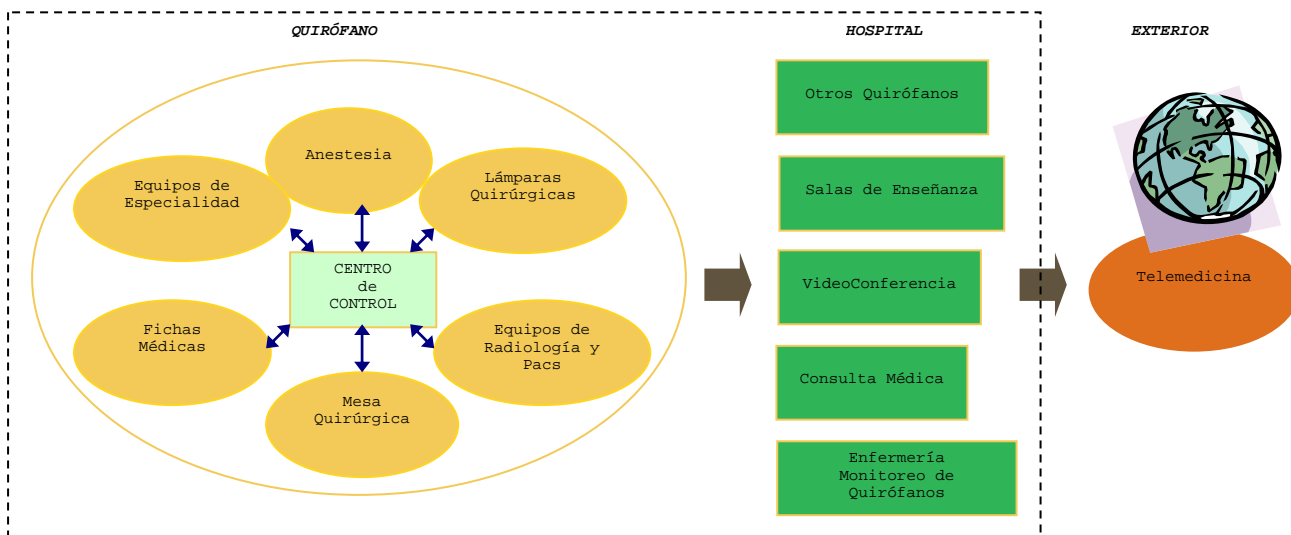 QUIRÓFANO
HOSPITAL
EXTERIOR
Anestesia
Equipos de
Especialidad
Lámparas
Quirúrgicas
CENTRO
de
CONTROL
Fichas
Médicas
Equipos de
Radiología y
Pacs
Mesa
Quirúrgica
Otros Quirófanos
Salas de Enseñanza
VideoConferencia
Consulta Médica
Enfermería
Monitoreo de
Quirófanos
Telemedicina